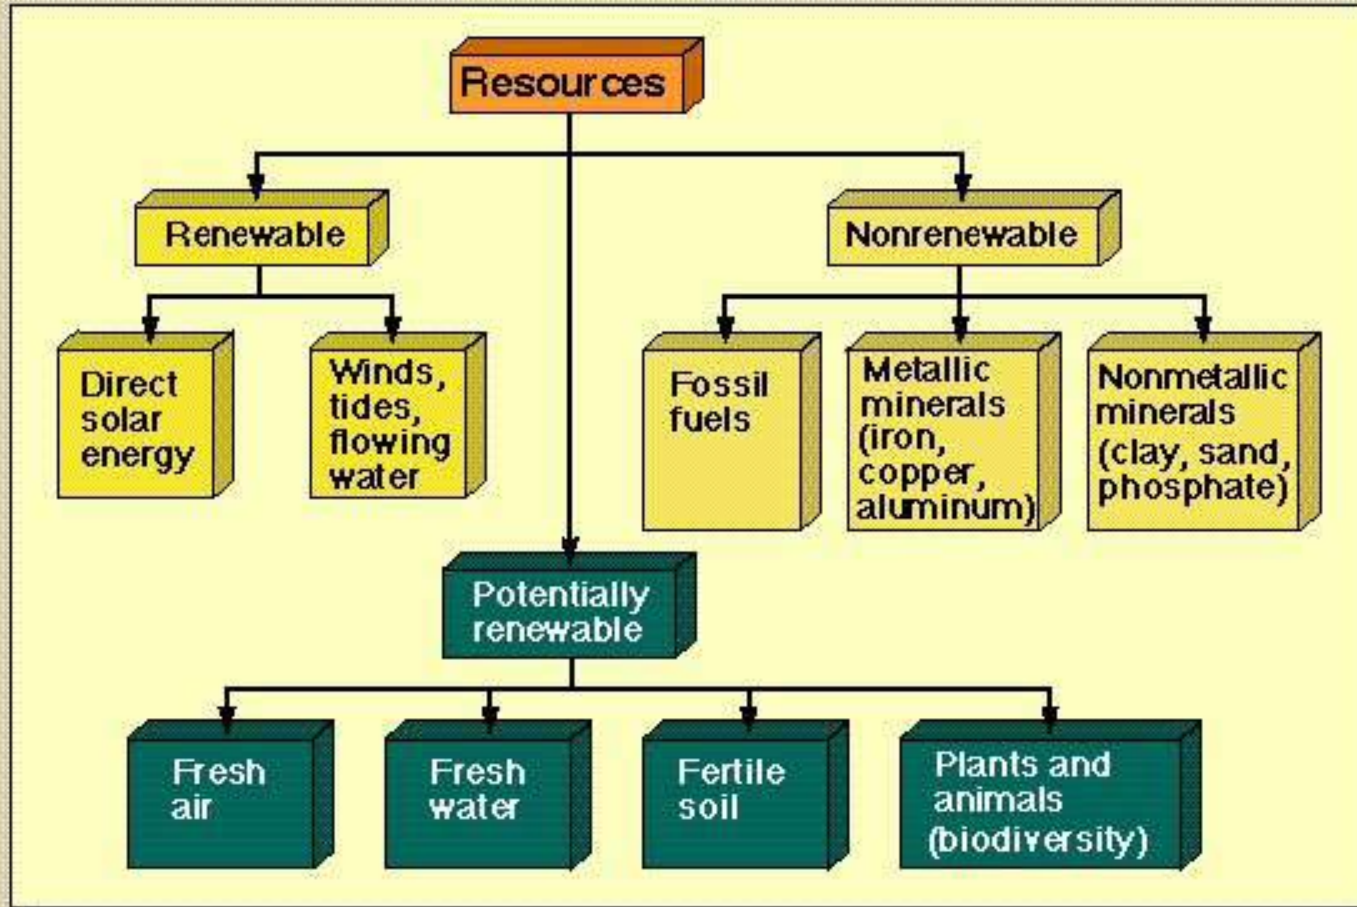 Resources
Renewable
Nonrenewable
Direct
solar
energy
Winds,
tides,
flowing
water
Fossil
fuels
Metallic
minerals
(iron,
copper,
aluminum)
Nonmetallic
minerals
(clay, sand,
phosphate)
Potentially
renewable
Fresh
air
Fresh
water
Fertile
soil
Plants and
animals
(biodiversity)